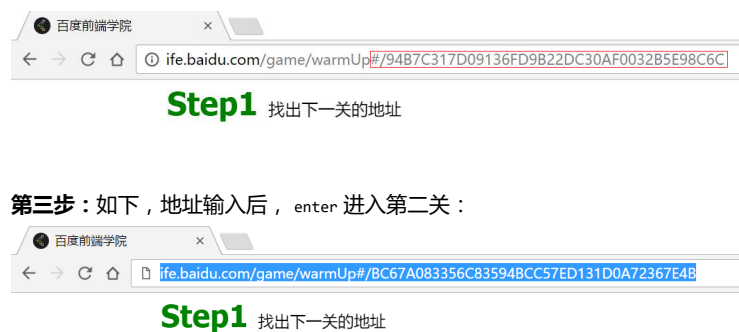 百度前端学院
ife.baidu.com/game/warmUp#/94B7C317D09136FD9B22DC30AF0032B5E98C6C
Step1 找出下一关的地址
第三步：如下，地址输入后，enter 进入第二关：
百度前端学院
ife.baidu.com/game/warmUp#/BC67A083356C83594BCC57ED131D0A72367E4B
Step1 找出下一关的地址